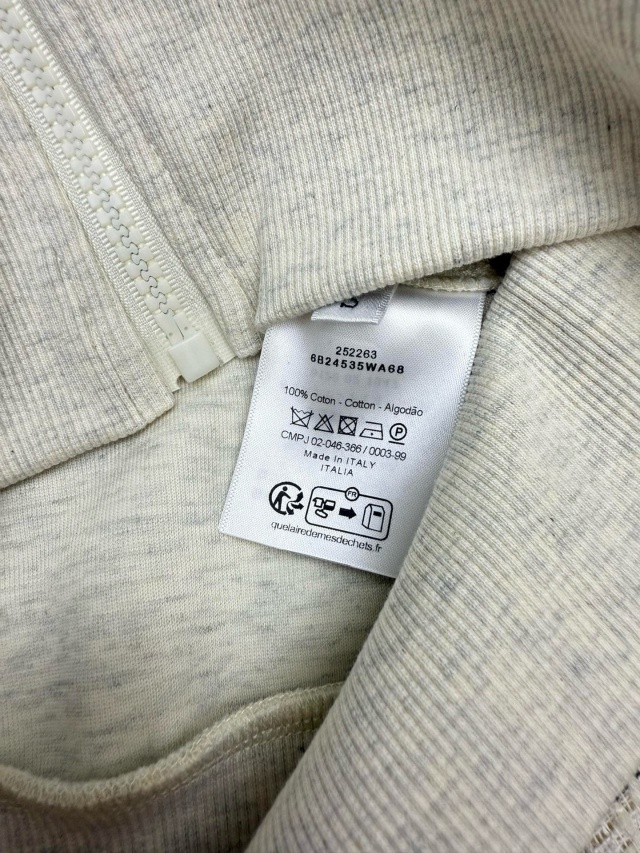 252263
6B24535WA68
100% Coton - Cotton - Algodão
P
CMPJ 02-046-366 / 0003-99
Made in ITALY
ITALIA
FR
quelairedemesdechets.fr